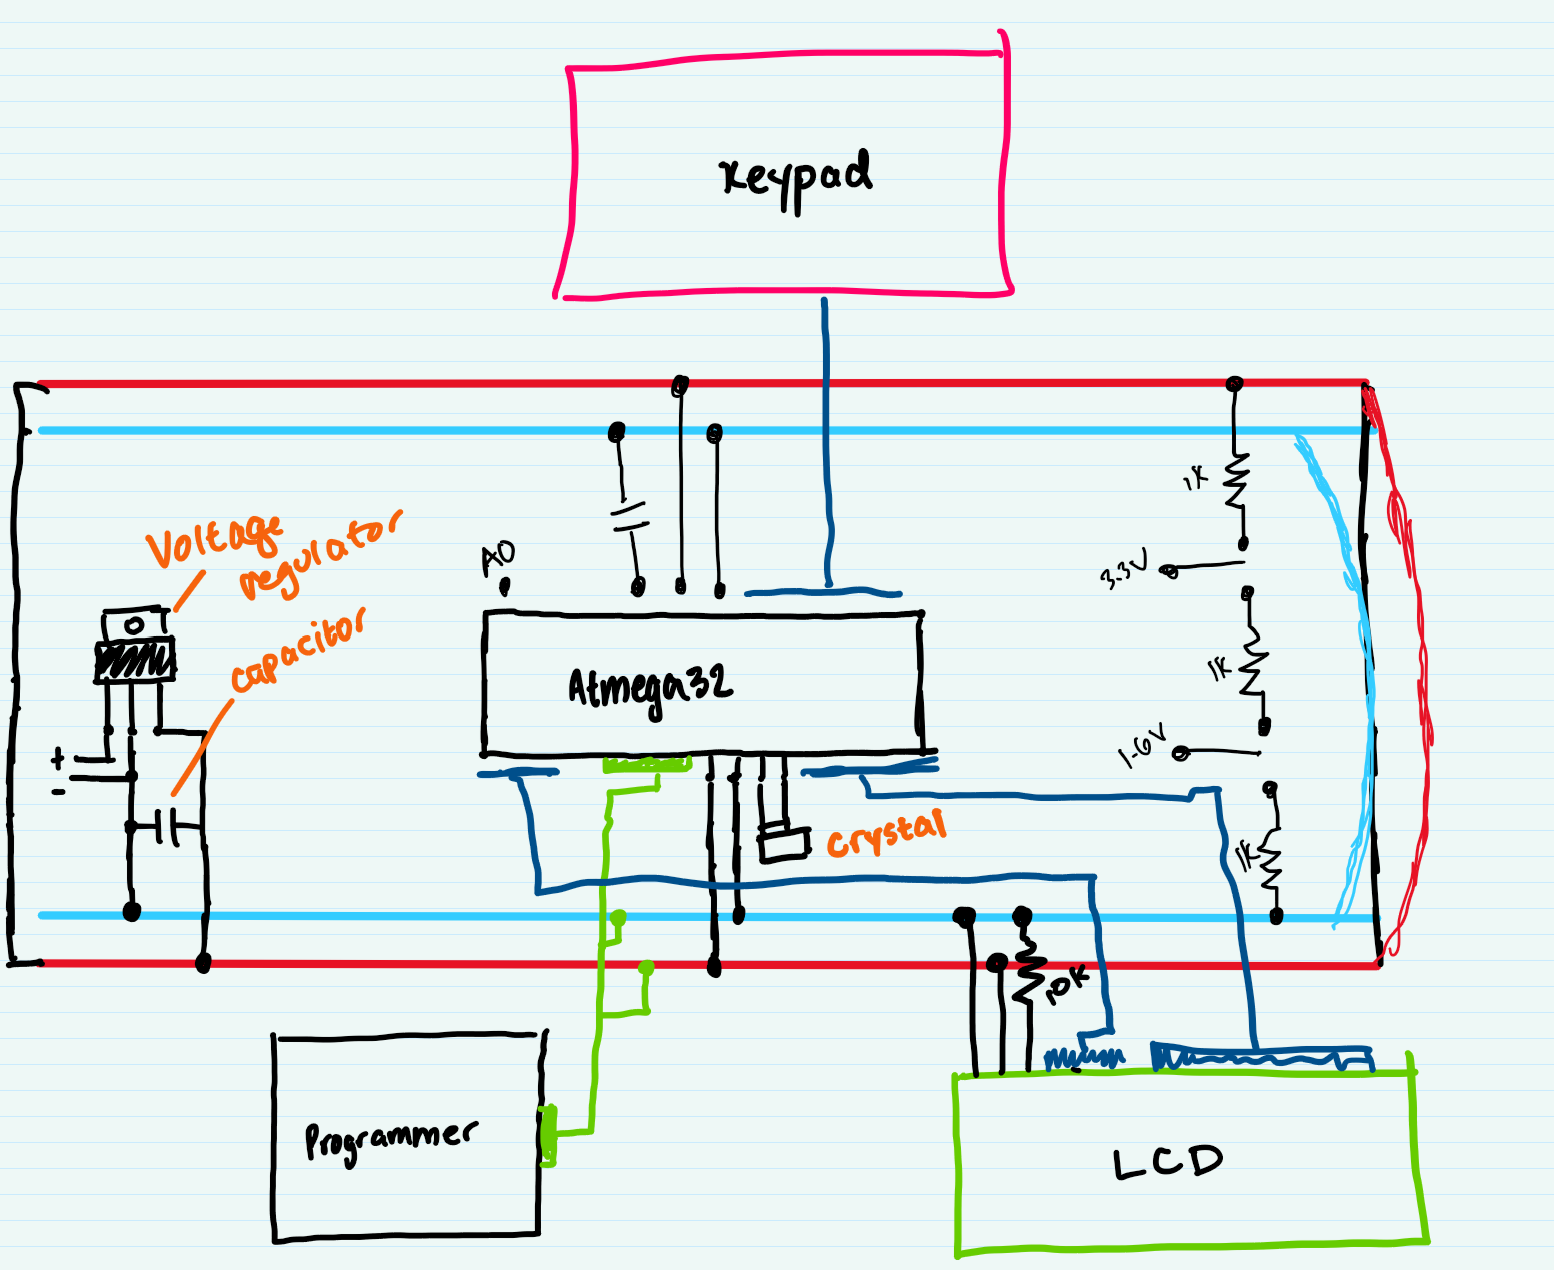 Keypad
1K
Voltage
regulator
A0
3.3V
capacitor
Atmega32
1K
+
-
1.6V
crystal
1K
10K
Programmer
LCD